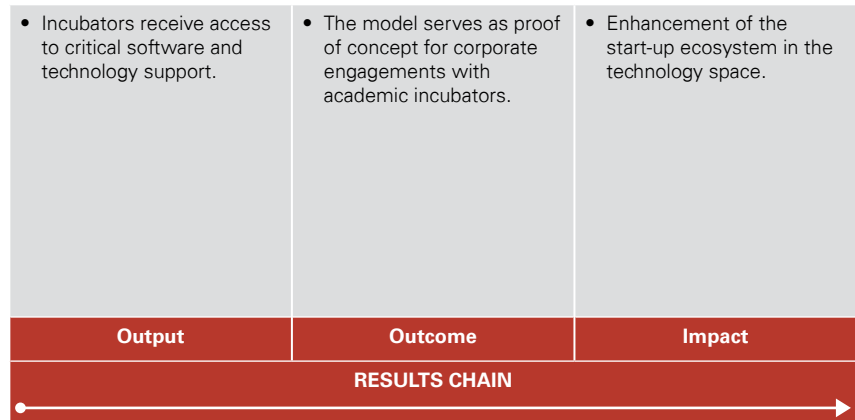 • Incubators receive access
to critical software and
technology support.
• The model serves as proof
of concept for corporate
engagements with
academic incubators.
• Enhancement of the
start-up ecosystem in the
technology space.
Output
Outcome
Impact
RESULTS CHAIN